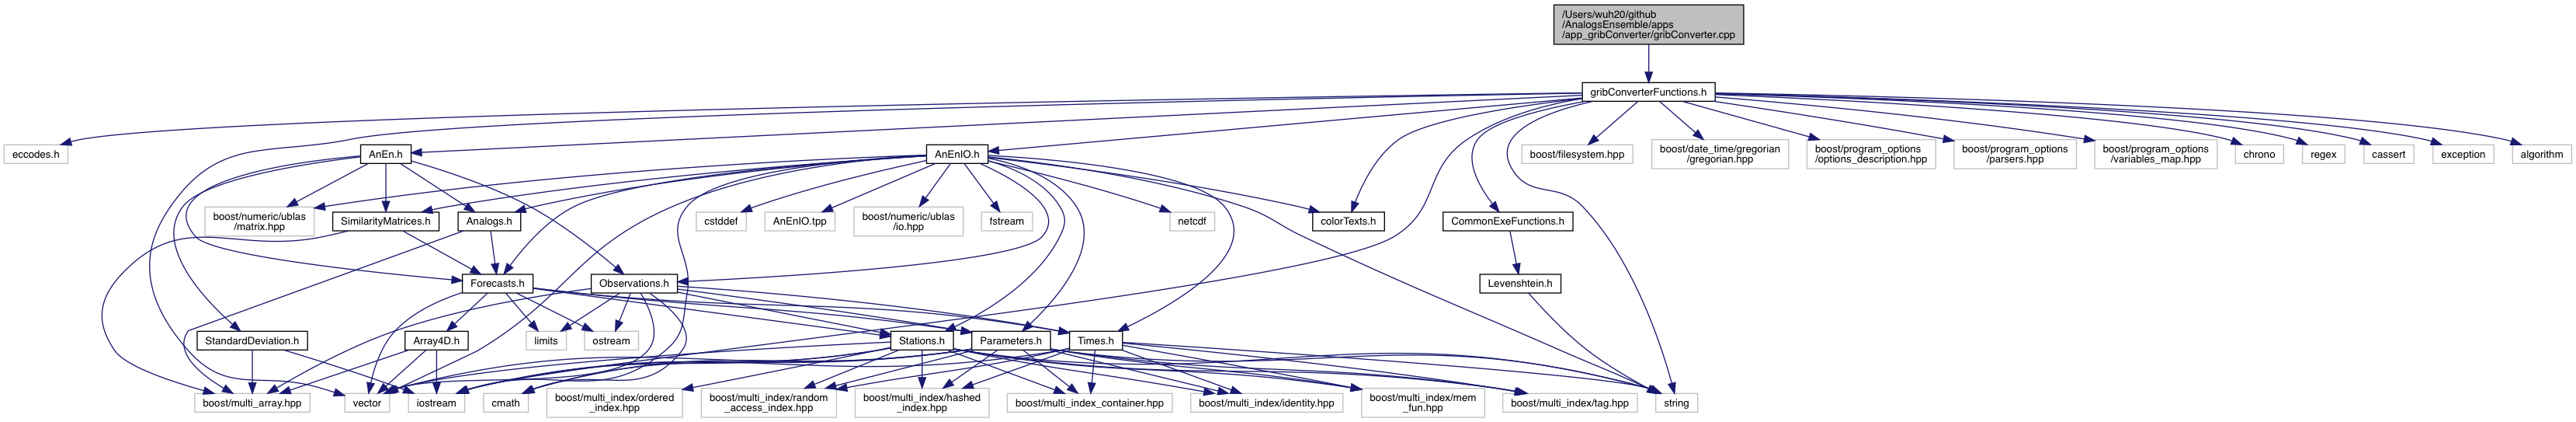 /Users/wuh20/github
/AnalogsEnsemble/apps
/app_gribConverter/gribConverter.cpp
gribConverterFunctions.h
eccodes.h
AnEn.h
AnEnIO.h
boost/filesystem.hpp
boost/date_time/gregorian
/gregorian.hpp
boost/program_options
/options_description.hpp
boost/program_options
/parsers.hpp
boost/program_options
/variables_map.hpp
chrono
regex
cassert
exception
algorithm
boost/numeric/ublas
/matrix.hpp
SimilarityMatrices.h
Analogs.h
cstddef
AnEnIO.tpp
boost/numeric/ublas
/io.hpp
fstream
netcdf
colorTexts.h
CommonExeFunctions.h
Forecasts.h
Observations.h
Levenshtein.h
StandardDeviation.h
Array4D.h
limits
ostream
Stations.h
Parameters.h
Times.h
boost/multi_array.hpp
vector
iostream
cmath
boost/multi_index/ordered
_index.hpp
boost/multi_index/random
_access_index.hpp
boost/multi_index/hashed
_index.hpp
boost/multi_index_container.hpp
boost/multi_index/identity.hpp
boost/multi_index/mem
_fun.hpp
boost/multi_index/tag.hpp
string